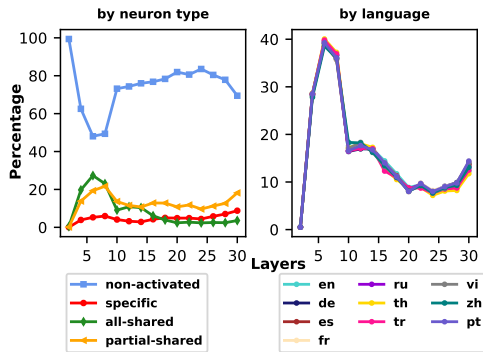 by neuron type
by language
Percentage
100
80
60
40
20
0
5 10 15 20 25 30
40
30
20
10
0
5 10 15 20 25 30
Layers
non-activated
specific
all-shared
partial-shared
en ru vi
de th zh
es tr pt
fr